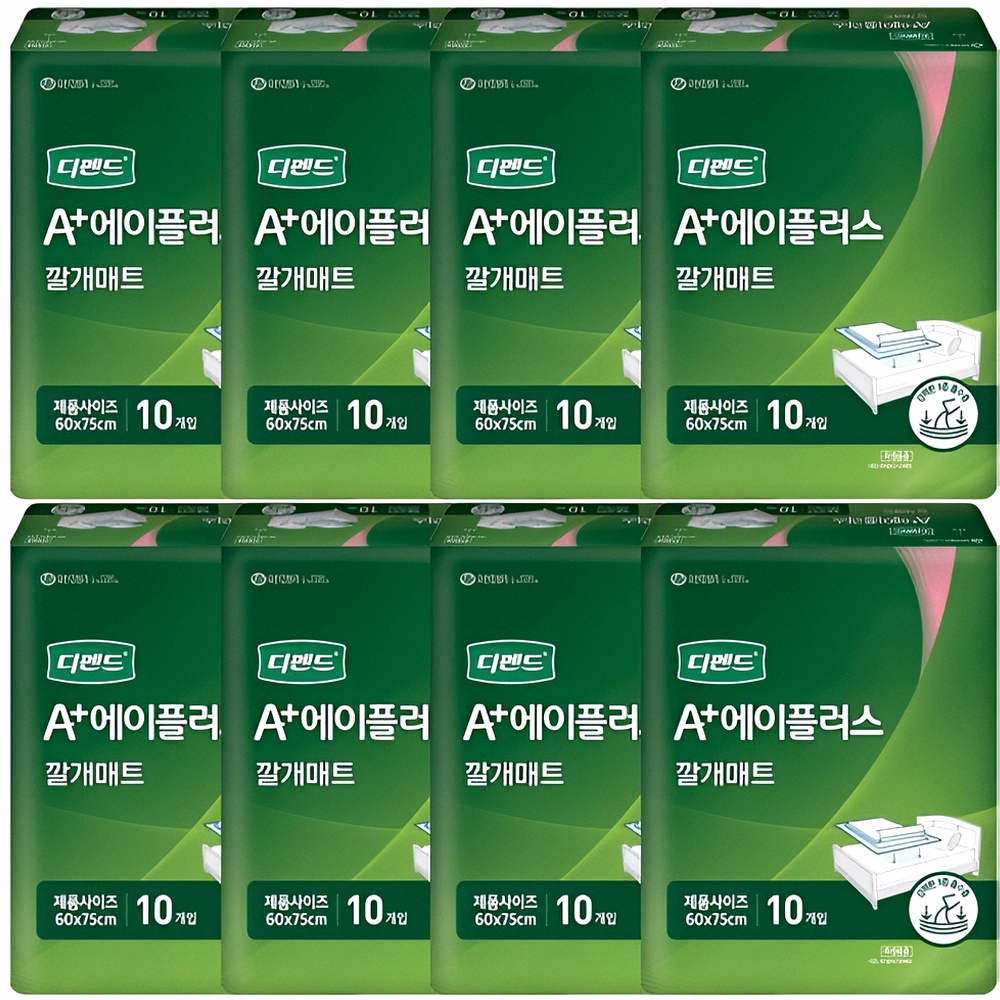 디펜드
A+에이플러
깔개매트
제품사이즈
60x75cm
10개입
디펜드
A+에이플러
깔개매트
제품사이즈
60x75cm
10개입
디펜드
A+에이플러
깔개매트
제품사이즈
60x75cm
10개입
디펜드
A+에이플러스
깔개매트
제품사이즈
60x75cm
10개입
디펜드
A+에이플러
깔개매트
제품사이즈
60x75cm
10개입
디펜드
A+에이플러
깔개매트
제품사이즈
60x75cm
10개입
디펜드
A+에이플러
깔개매트
제품사이즈
60x75cm
10개입
디펜드
A+에이플러스
깔개매트
제품사이즈
60x75cm
10개입